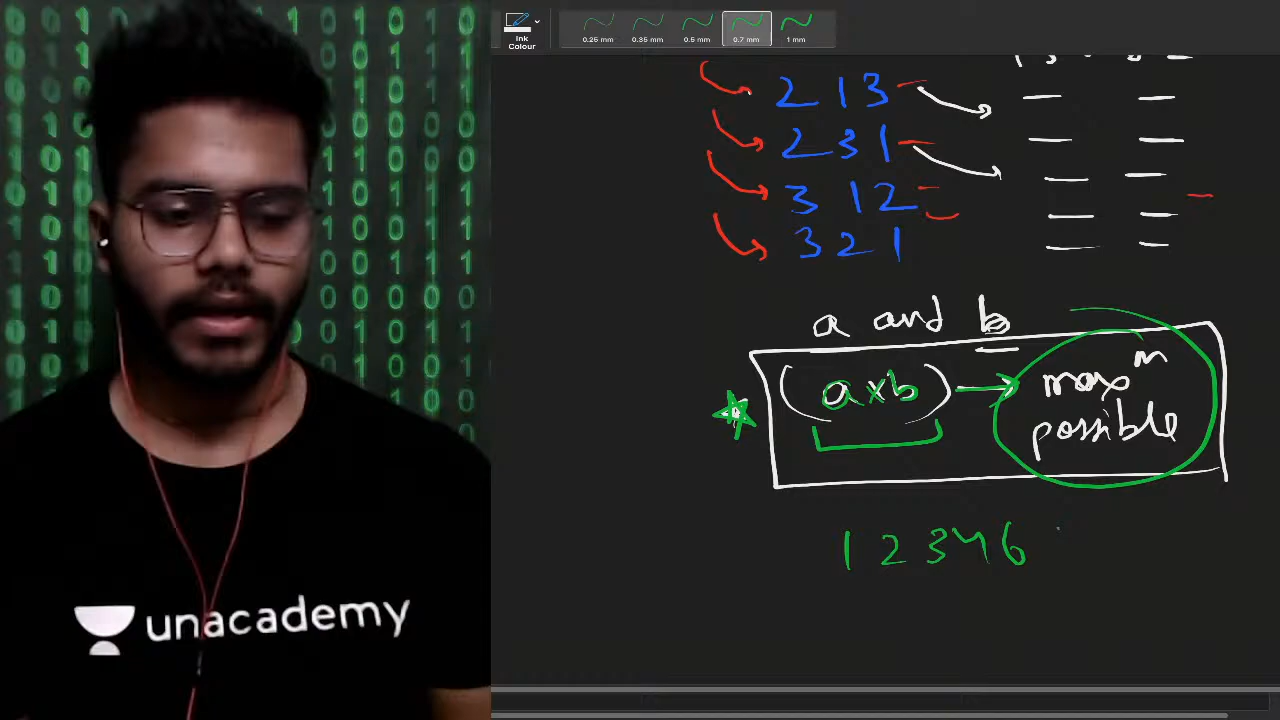 Ink
Colour
0.25 mm
0.35 mm
0.5 mm
0.7 mm
1 mm
2 1 3
2 3 1
3 1 2
3 2 1
a and b
(a x b) → max^m
possible
1 2 3 4 6
unacademy